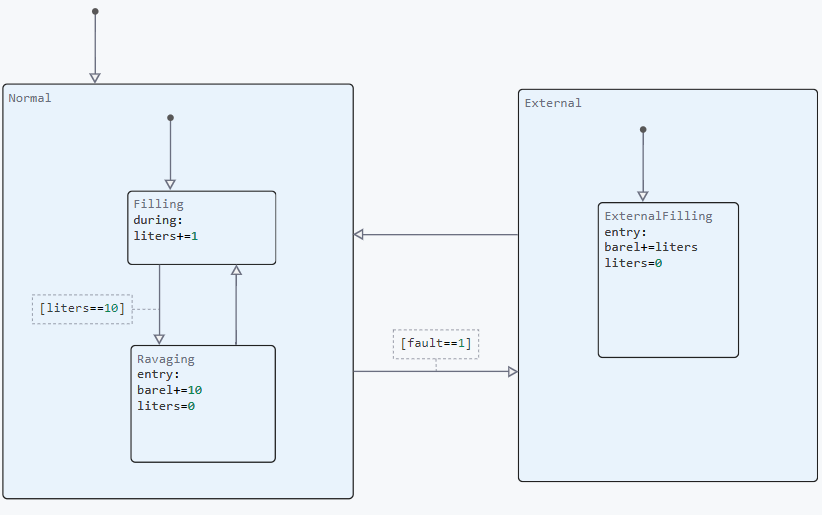 Normal
External
Filling
during:
liters+=1
ExternalFilling
entry:
barel+=liters
liters=0
[liters==10]
[fault==1]
Ravaging
entry:
barel+=10
liters=0